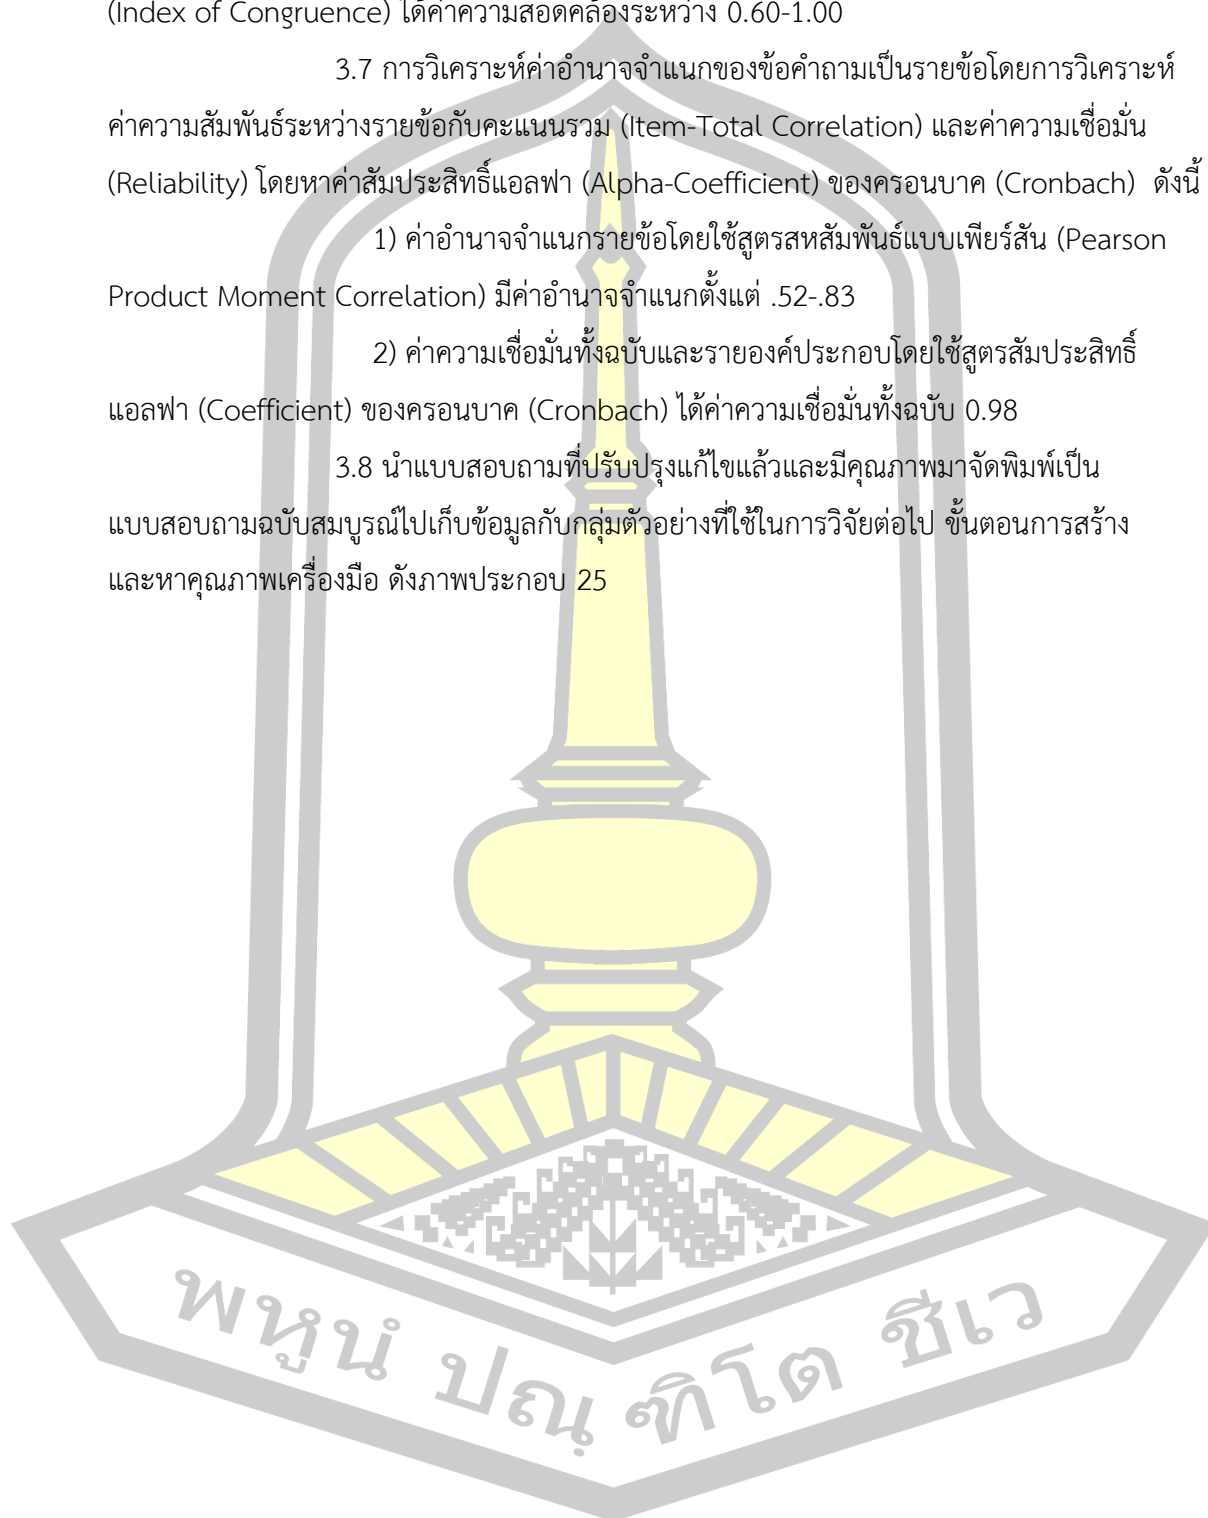 (Index of Congruence) ได้ค่าความสอดคล้องระหว่าง 0.60-1.00
3.7 การวิเคราะห์ค่าอำนาจจำแนกของข้อคำถามเป็นรายข้อโดยการวิเคราะห์
ค่าความสัมพันธ์ระหว่างรายข้อกับคะแนนรวม (Item-Total Correlation) และค่าความเชื่อมั่น
(Reliability) โดยหาค่าสัมประสิทธิ์แอลฟา (Alpha-Coefficient) ของครอนบาค (Cronbach) ดังนี้
1) ค่าอำนาจจำแนกรายข้อโดยใช้สูตรสหสัมพันธ์แบบเพียร์สัน (Pearson
Product Moment Correlation) มีค่าอำนาจจำแนกตั้งแต่ .52-.83
2) ค่าความเชื่อมั่นทั้งฉบับและรายองค์ประกอบโดยใช้สูตรสัมประสิทธิ์
แอลฟา (Coefficient) ของครอนบาค (Cronbach) ได้ค่าความเชื่อมั่นทั้งฉบับ 0.98
3.8 นำแบบสอบถามที่ปรับปรุงแก้ไขแล้วและมีคุณภาพมาจัดพิมพ์เป็น
แบบสอบถามฉบับสมบูรณ์ไปเก็บข้อมูลกับกลุ่มตัวอย่างที่ใช้ในการวิจัยต่อไป ขั้นตอนการสร้าง
และหาคุณภาพเครื่องมือ ดังภาพประกอบ 25
พหูนํ ปณฺฑิโต ชีเว